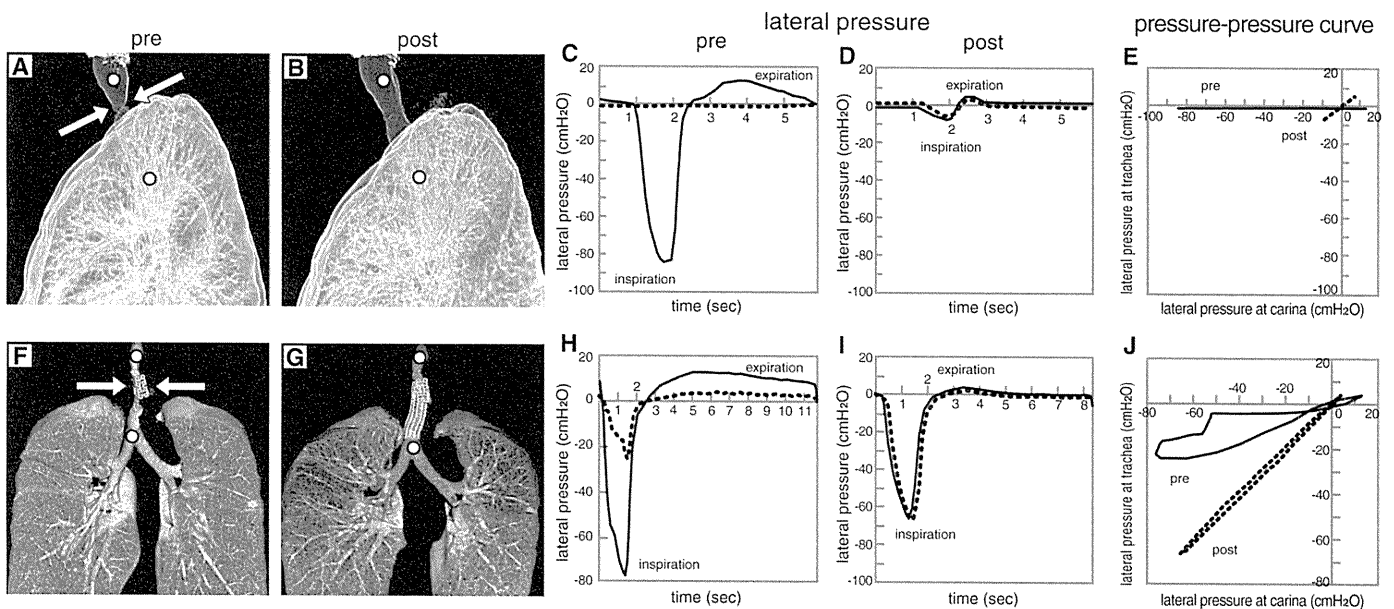 lateral pressure
pressure-pressure curve
pre
post
pre
post
A
B
C
20
0
-20
-40
-60
-80
-100
1
2
3
4
5
expiration
inspiration
lateral pressure (cmH2O)
time (sec)
D
20
0
-20
-40
-60
-80
-100
1
2
3
4
5
expiration
inspiration
lateral pressure (cmH2O)
time (sec)
E
20
0
-20
-40
-60
-80
-100
-100
-80
-60
-40
-20
0
20
pre
post
lateral pressure at trachea (cmH2O)
lateral pressure at carina (cmH2O)
F
G
H
20
0
-20
-40
-60
-80
1
2
3
4
5
6
7
8
9
10
11
expiration
inspiration
lateral pressure (cmH2O)
time (sec)
I
20
0
-20
-40
-60
-80
-100
1
2
3
4
5
6
7
8
expiration
inspiration
lateral pressure (cmH2O)
time (sec)
J
20
0
-20
-40
-60
-80
-80
-60
-40
-20
0
20
pre
post
lateral pressure at trachea (cmH2O)
lateral pressure at carina (cmH2O)